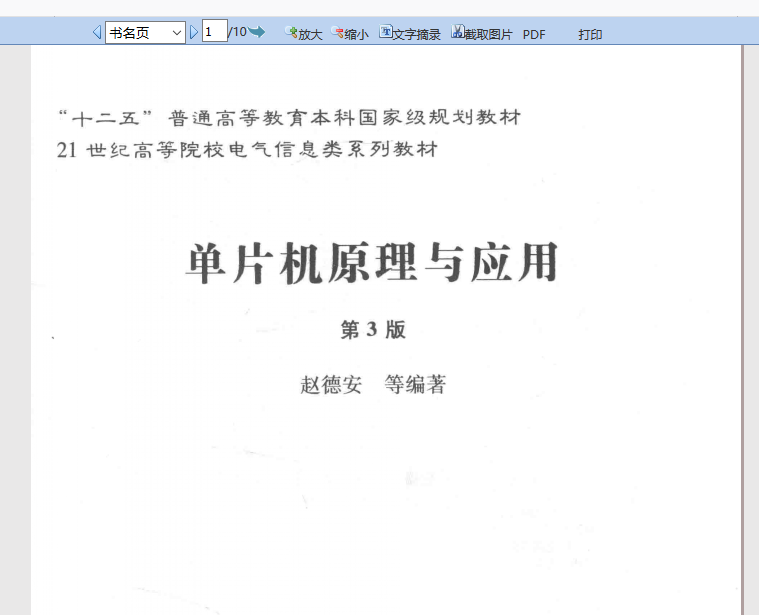 书名页 1 /10 放大 缩小 文字摘录 截取图片 PDF 打印
“十二五”普通高等教育本科国家级规划教材
21 世纪高等院校电气信息类系列教材
单片机原理与应用
第 3 版
赵德安 等编著